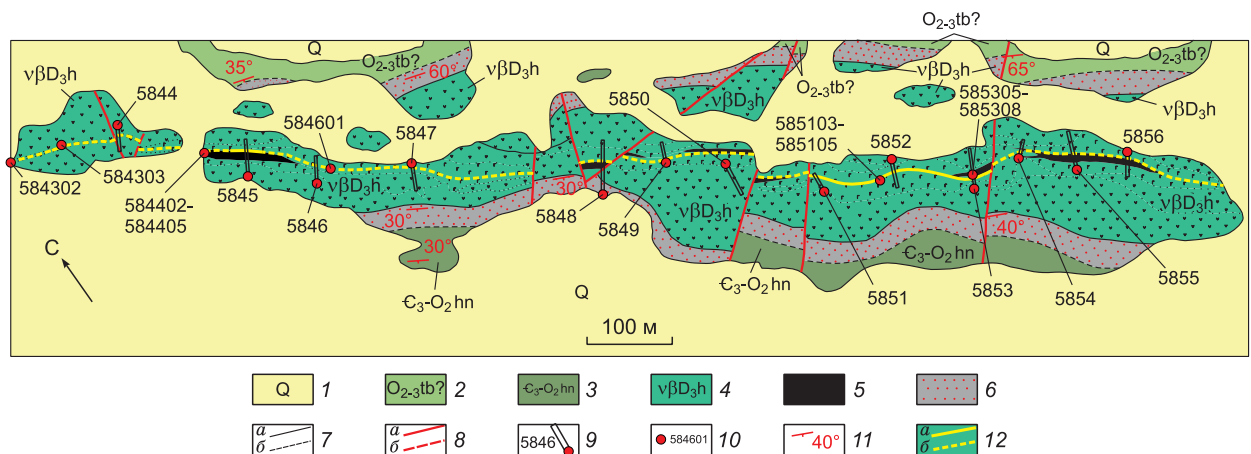 O₂₋₃tb?
Q
O₂₋₃tb?
Q
O₂₋₃tb?
νβD₃h
35°
60°
νβD₃h
O₂₋₃tb?
νβD₃h
65°
5844
584601
5847
5850
νβD₃h
585103-
585105
5852
585305-
585308
νβD₃h
5856
584302
584303
584402-
584405
5845
5846
νβD₃h
30°
5848
5849
νβD₃h
νβD₃h
С
30°
30°
Є₃-O₂hn
Q
Є₃-O₂hn
5851
Є₃-O₂hn
40°
5853
5854
5855
100 м
Q 1
O₂₋₃tb? 2
Є₃-O₂hn 3
νβD₃h 4
5
6
а
б 7
а
б 8
5846 9
584601 10
40° 11
а
б 12